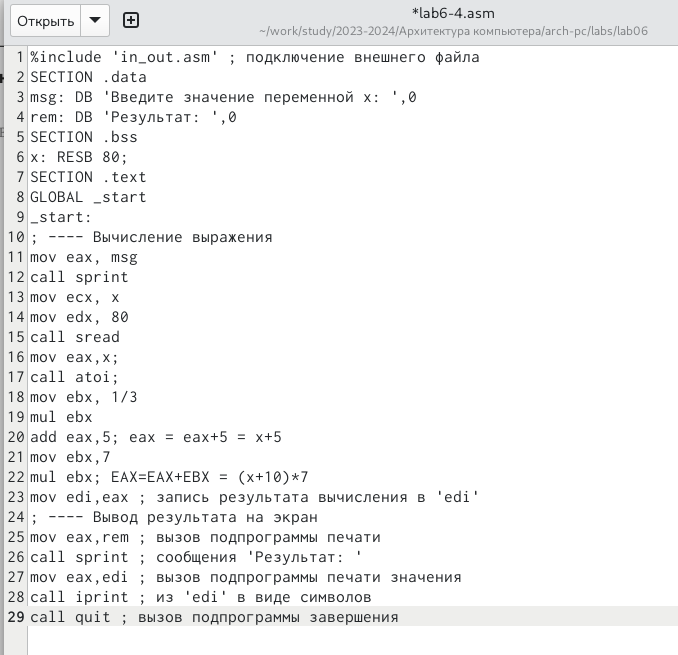 Открыть
*lab6-4.asm
~/work/study/2023-2024/Архитектура компьютера/arch-pc/labs/lab06
1 %include 'in_out.asm' ; подключение внешнего файла
2 SECTION .data
3 msg: DB 'Введите значение переменной x: ',0
4 rem: DB 'Результат: ',0
5 SECTION .bss
6 x: RESB 80;
7 SECTION .text
8 GLOBAL _start
9 _start:
10 ; ---- Вычисление выражения
11 mov eax, msg
12 call sprint
13 mov ecx, x
14 mov edx, 80
15 call sread
16 mov eax,x;
17 call atoi;
18 mov ebx, 1/3
19 mul ebx
20 add eax,5; eax = eax+5 = x+5
21 mov ebx,7
22 mul ebx; EAX=EAX+EBX = (x+10)*7
23 mov edi,eax ; запись результата вычисления в 'edi'
24 ; ---- Вывод результата на экран
25 mov eax,rem ; вызов подпрограммы печати
26 call sprint ; сообщения 'Результат: '
27 mov eax,edi ; вызов подпрограммы печати значения
28 call iprint ; из 'edi' в виде символов
29 call quit ; вызов подпрограммы завершения